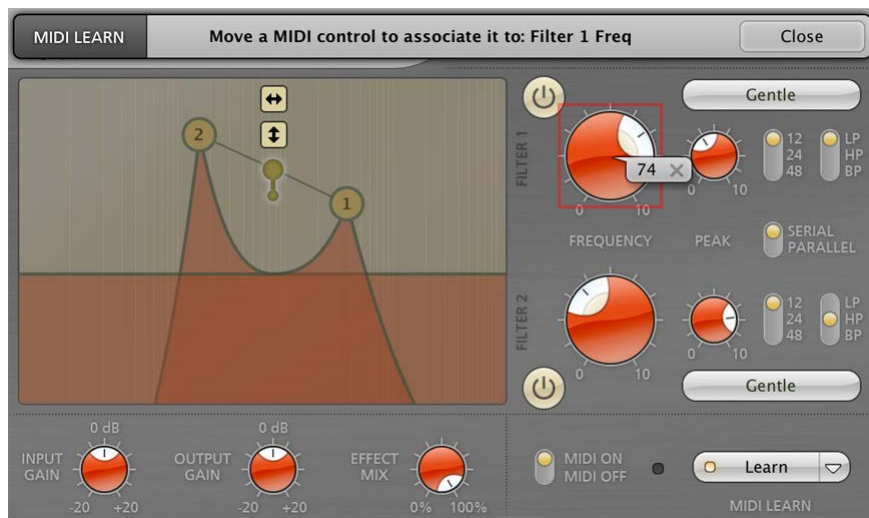 MIDI LEARN
Move a MIDI control to associate it to: Filter 1 Freq
Close
2
1
FILTER 1
74
0 10
FREQUENCY
0 10
PEAK
Gentle
12
24
48
LP
HP
BP
SERIAL
PARALLEL
FILTER 2
0 10
0 10
12
24
48
LP
HP
BP
Gentle
INPUT
GAIN
0 dB
-20 +20
OUTPUT
GAIN
0 dB
-20 +20
EFFECT
MIX
0% 100%
MIDI ON
MIDI OFF
Learn
MIDI LEARN